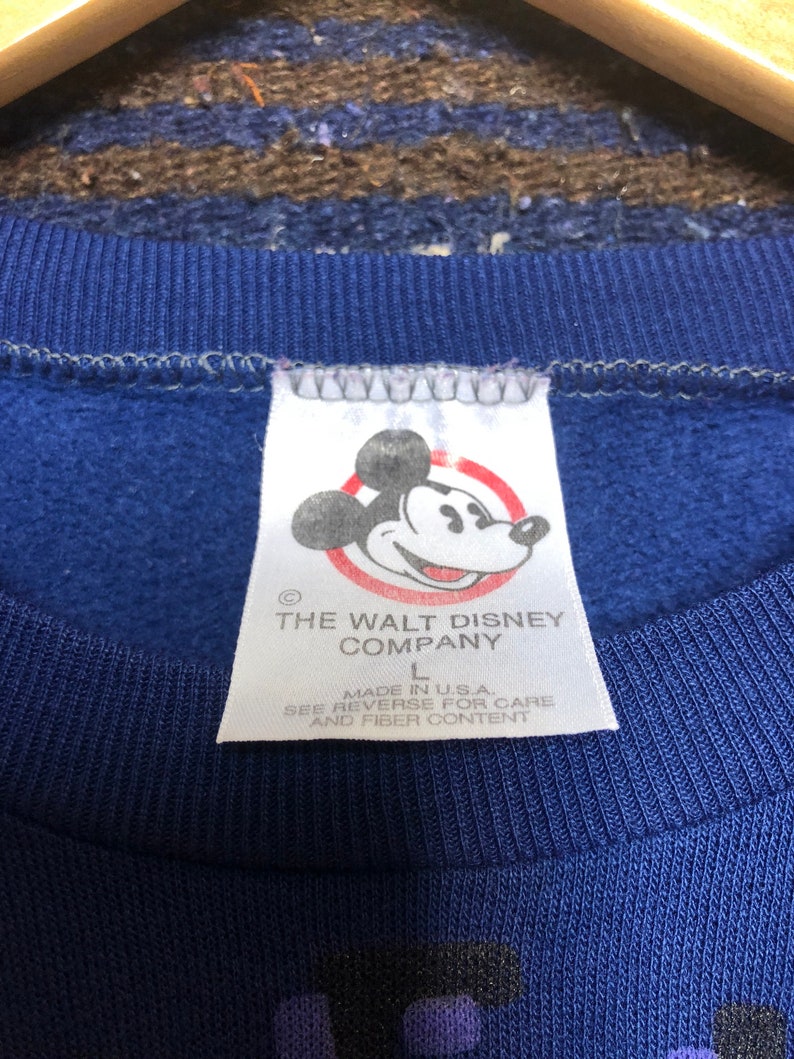 ©
THE WALT DISNEY
COMPANY
L
MADE IN U.S.A.
SEE REVERSE FOR CARE
AND FIBER CONTENT